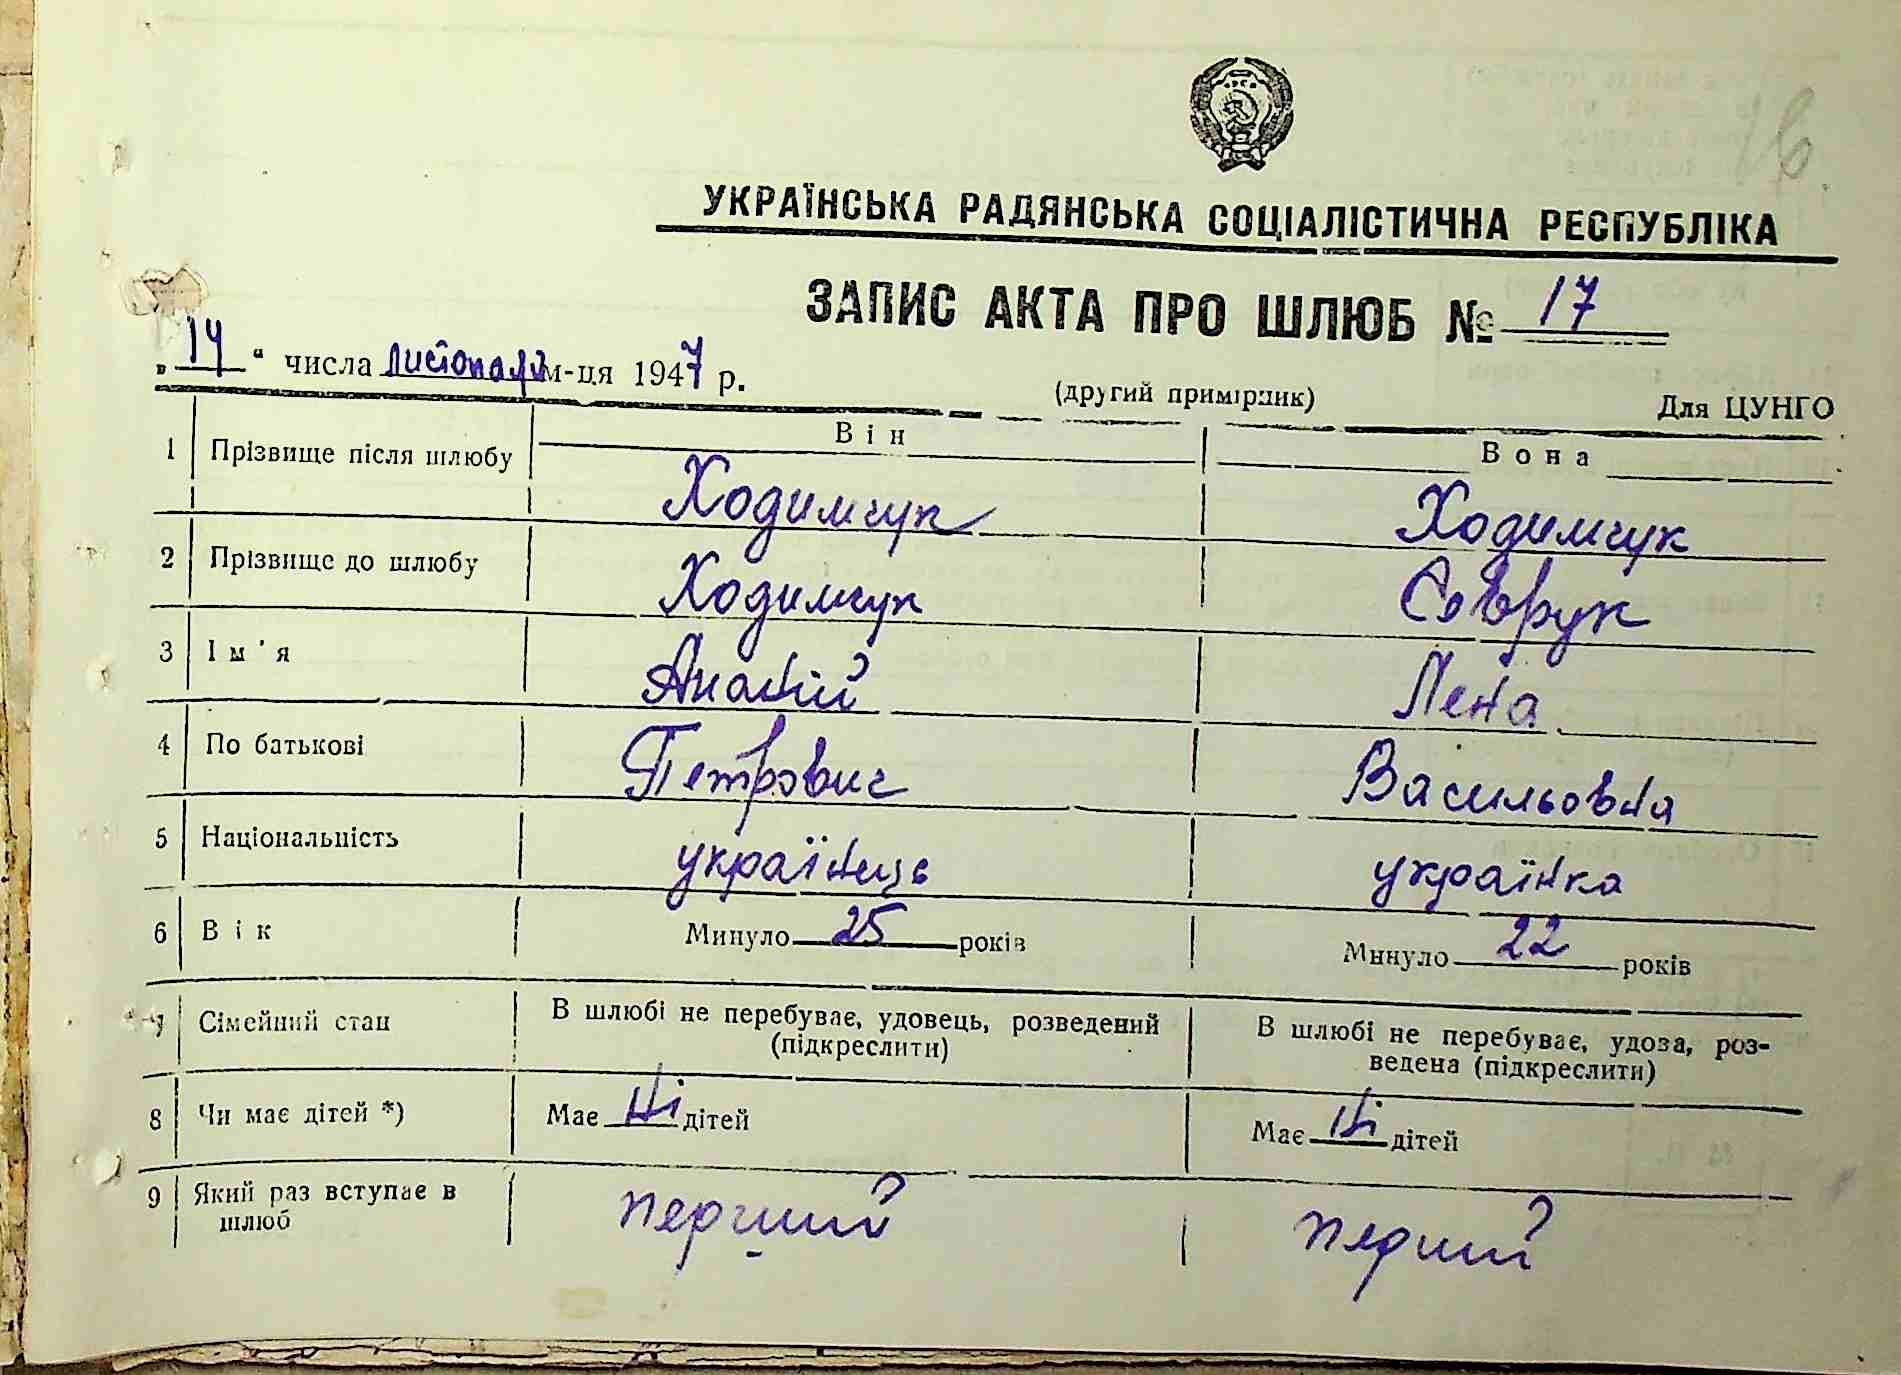 УКРАЇНСЬКА РАДЯНСЬКА СОЦІАЛІСТИЧНА РЕСПУБЛІКА
ЗАПИС АКТА ПРО ШЛЮБ № 17
„14“ числа листопада м-ця 1947 р.
(другий примірник) Для ЦУНГО
Він Вона
1 Прізвище після шлюбу Ходимчук Ходимчук
2 Прізвище до шлюбу Ходимчук Соврук
3 Ім'я Ананій Лена
4 По батькові Петрович Васильовна
5 Національність українець українка
6 Вік Минуло 25 років Минуло 22 років
7 Сімейний стан В шлюбі не перебуває, удовець, розведений В шлюбі не перебуває, удова, роз-
(підкреслити) ведена (підкреслити)
8 Чи має дітей *) Має ні дітей Має ні дітей
9 Який раз вступає в перший перший
шлюб